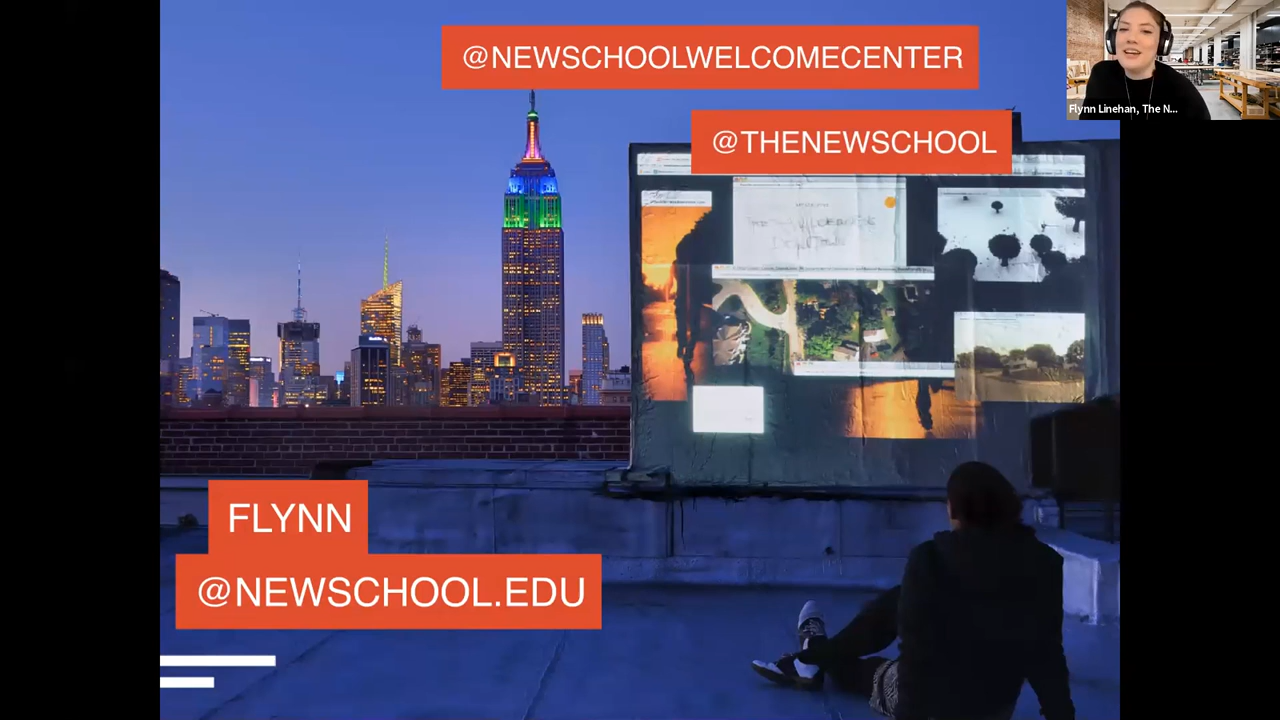 @NEWSCHOOLWELCOMECENTER
Flynn Linehan, The N...
@THENEWSCHOOL
FLYNN
@NEWSCHOOL.EDU